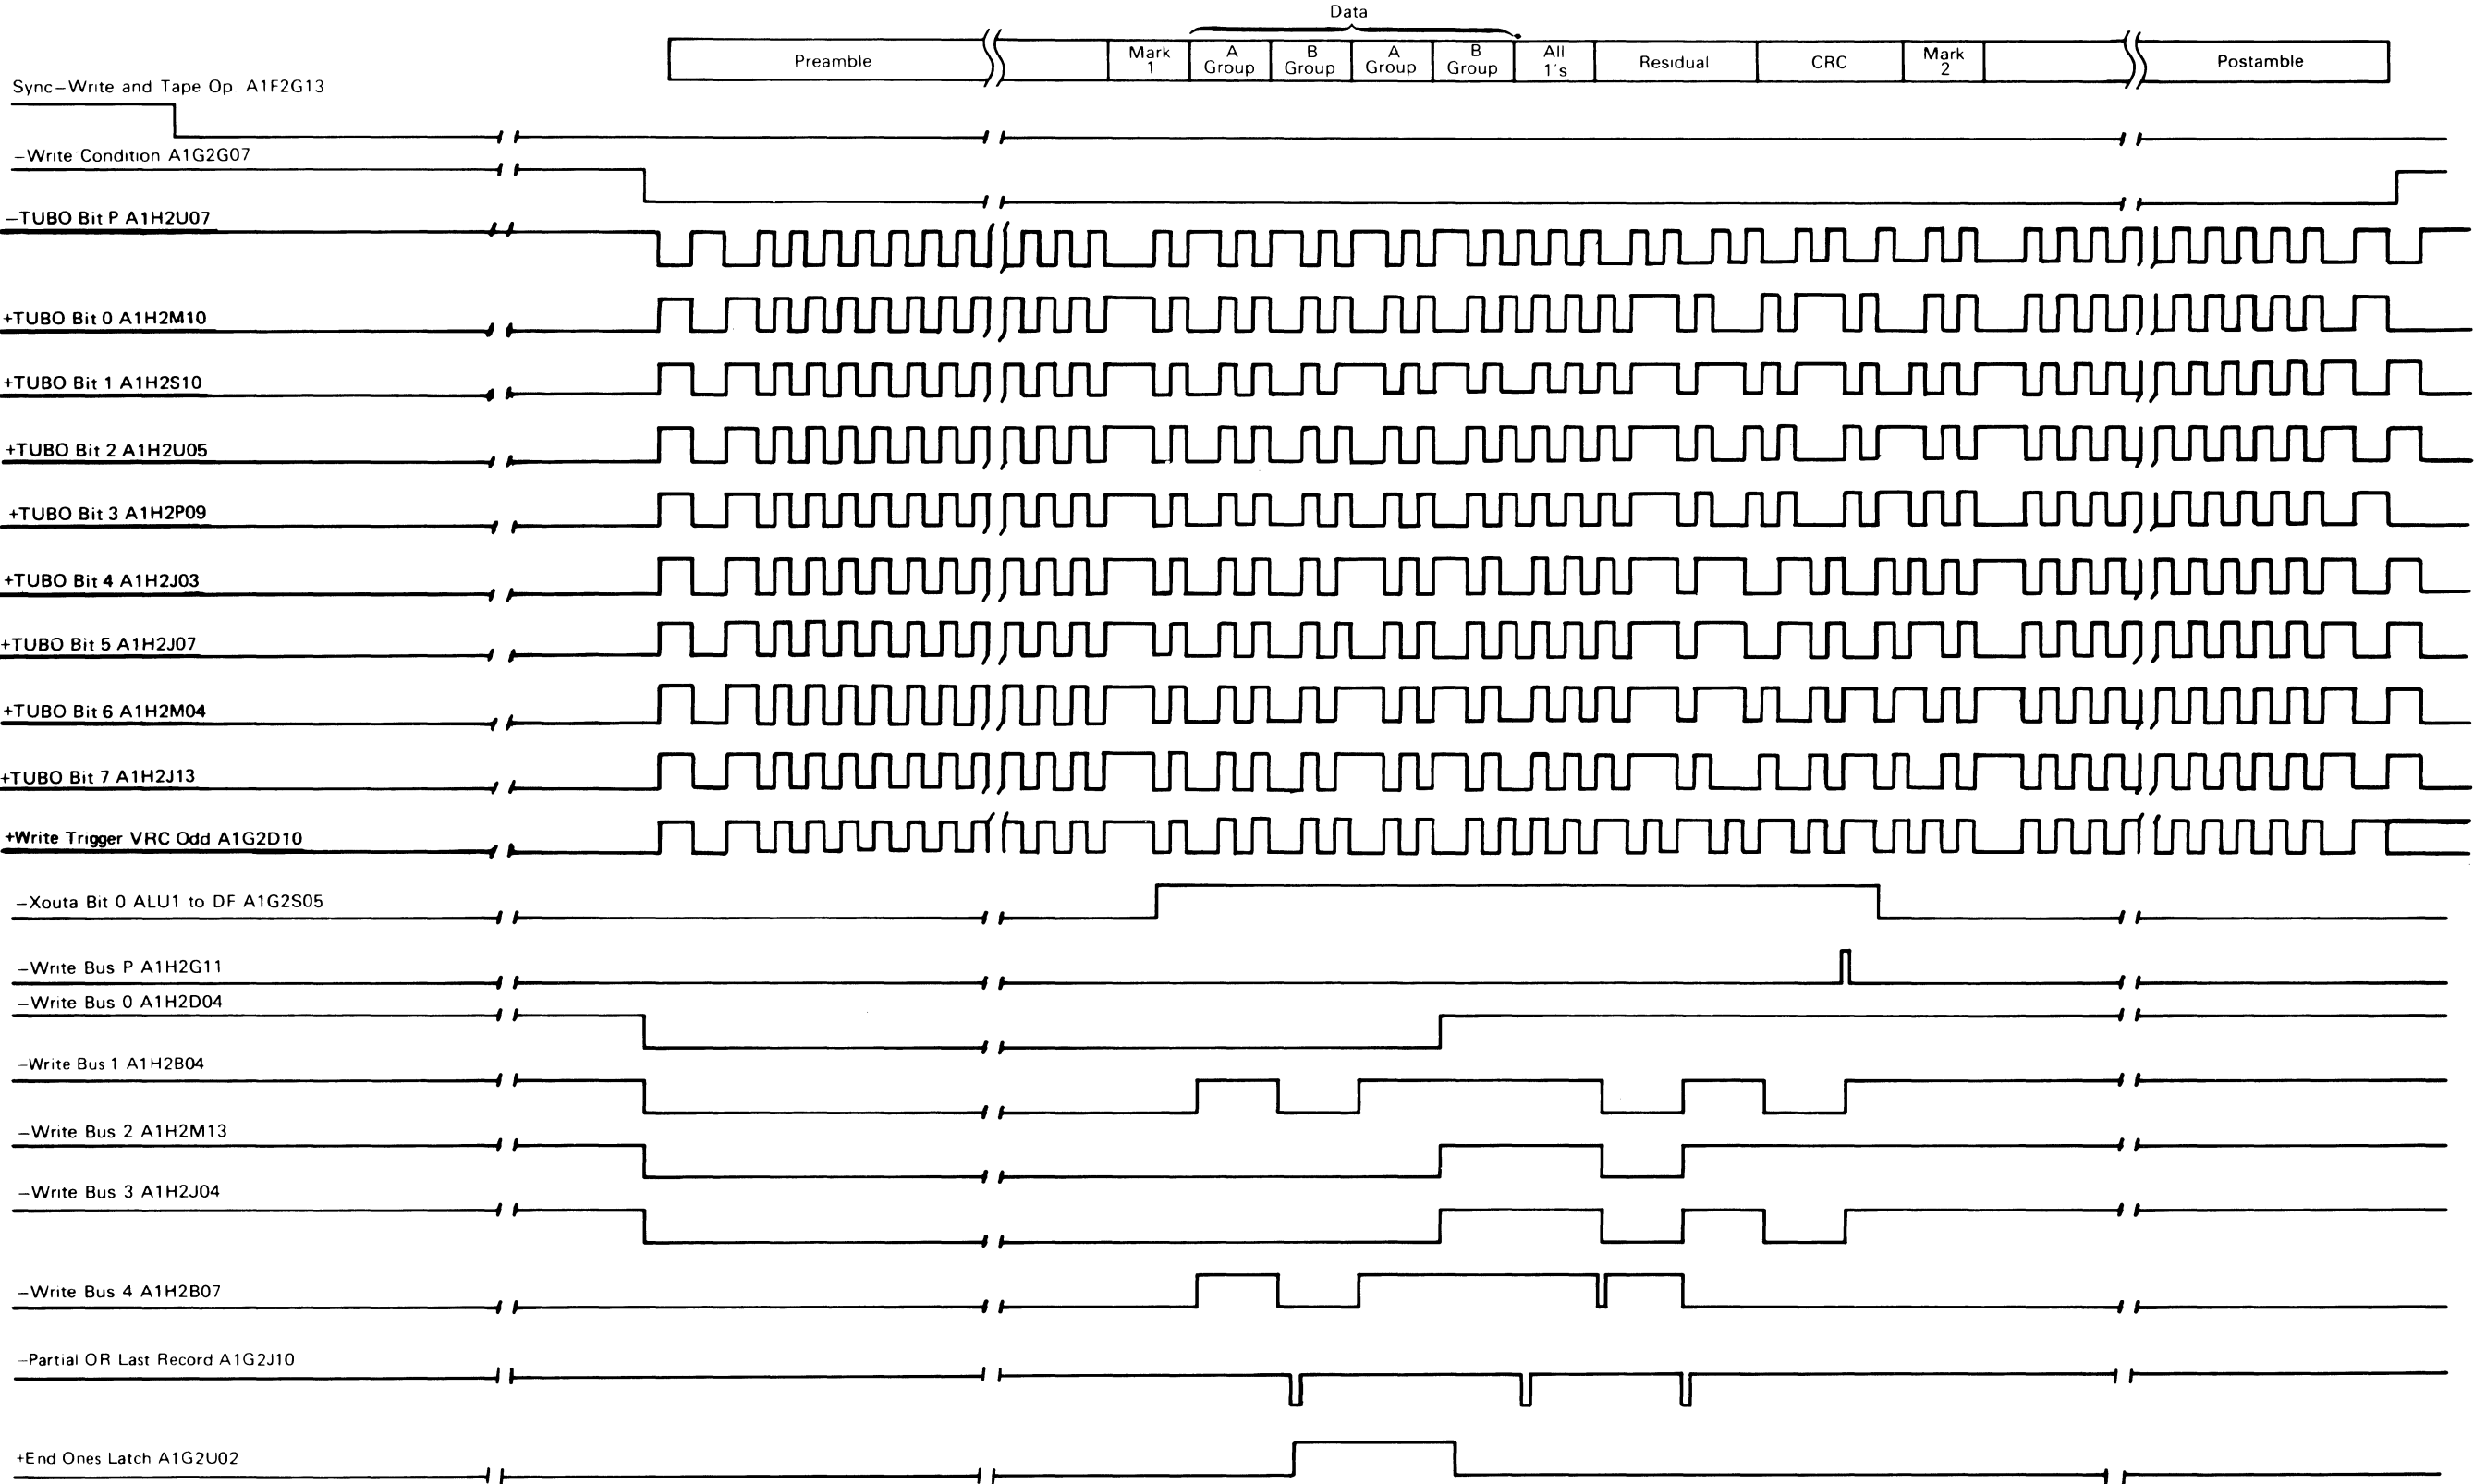 Data
Preamble
Mark
1
A
Group
B
Group
A
Group
B
Group
All
1's
Residual
CRC
Mark
2
Postamble
Sync–Write and Tape Op. A1F2G13
–Write Condition A1G2G07
–TUBO Bit P A1H2U07
+TUBO Bit 0 A1H2M10
+TUBO Bit 1 A1H2S10
+TUBO Bit 2 A1H2U05
+TUBO Bit 3 A1H2P09
+TUBO Bit 4 A1H2J03
+TUBO Bit 5 A1H2J07
+TUBO Bit 6 A1H2M04
+TUBO Bit 7 A1H2J13
+Write Trigger VRC Odd A1G2D10
–Xouta Bit 0 ALU1 to DF A1G2S05
–Write Bus P A1H2G11
–Write Bus 0 A1H2D04
–Write Bus 1 A1H2B04
–Write Bus 2 A1H2M13
–Write Bus 3 A1H2J04
–Write Bus 4 A1H2B07
–Partial OR Last Record A1G2J10
+End Ones Latch A1G2U02